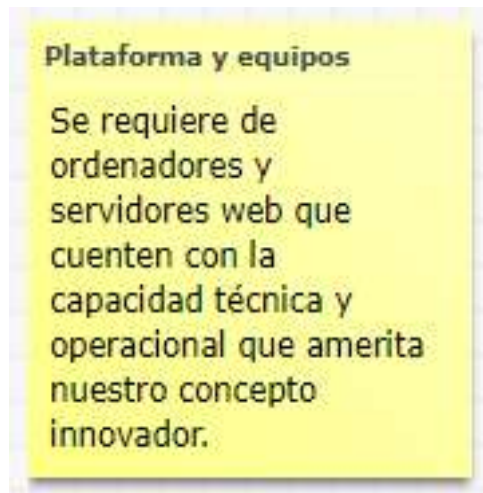 Plataforma y equipos
Se requiere de
ordenadores y
servidores web que
cuenten con la
capacidad técnica y
operacional que amerita
nuestro concepto
innovador.